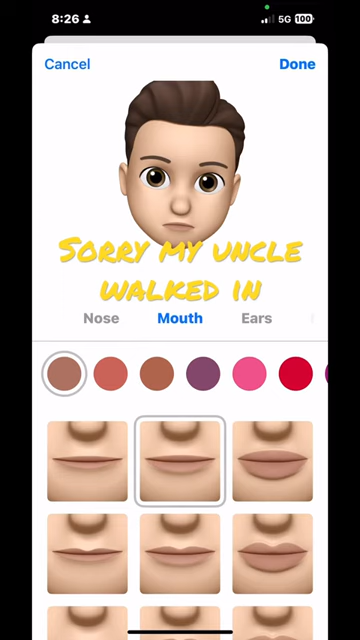 8:26 5G 100
Cancel Done
SORRY MY UNCLE
WALKED IN
Nose Mouth Ears